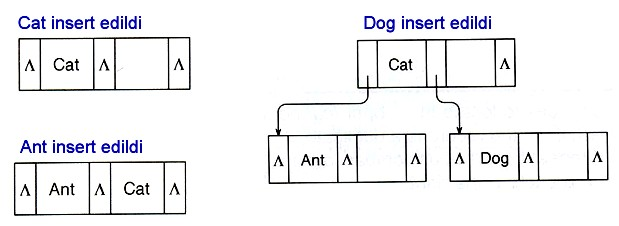 Cat insert edildi
Λ Cat Λ Λ
Ant insert edildi
Λ Ant Λ Cat Λ
Dog insert edildi
Cat Λ
Λ Ant Λ Λ
Λ Dog Λ Λ